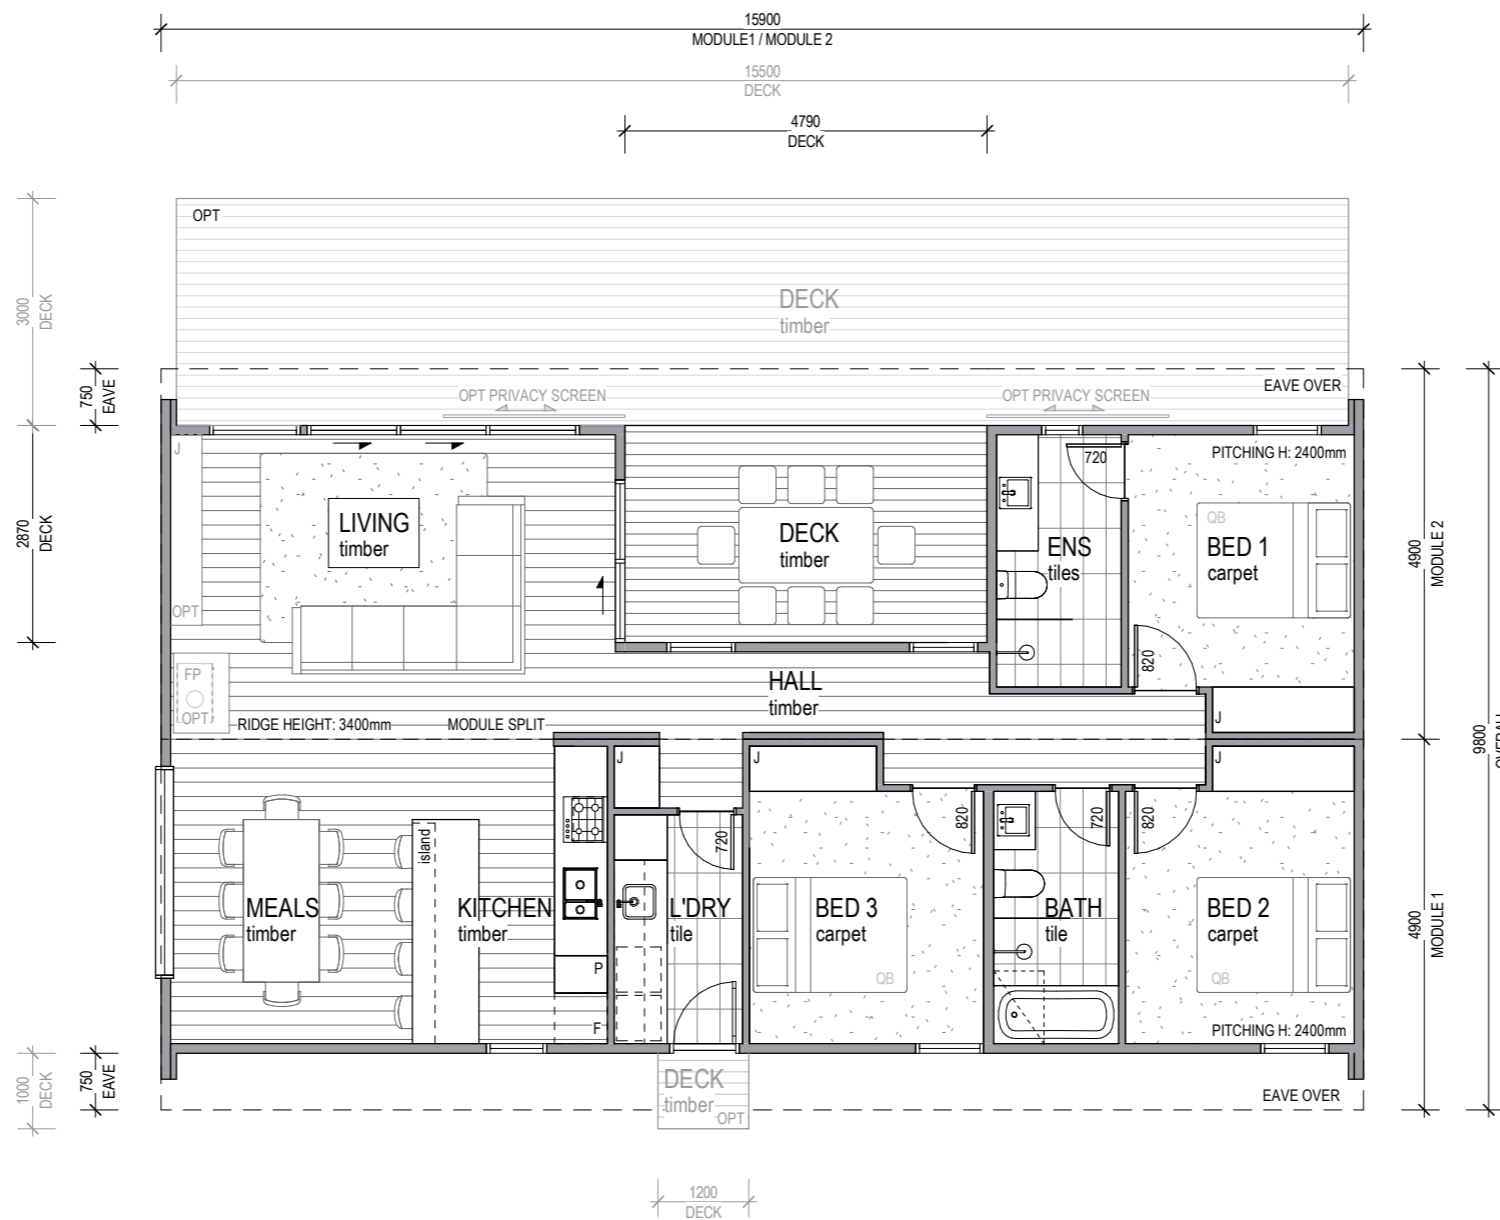 15900
MODULE1 / MODULE 2
15500
DECK
4790
DECK
OPT
3000
DECK
DECK
timber
750
EAVE
OPT PRIVACY SCREEN
OPT PRIVACY SCREEN
EAVE OVER
J
720
PITCHING H: 2400mm
2870
DECK
LIVING
timber
DECK
timber
ENS
tiles
QB
BED 1
carpet
4900
MODULE 2
OPT
820
FP
OPT
HALL
timber
RIDGE HEIGHT: 3400mm
MODULE SPLIT
J
9800
OVERALL
J
J
J
island
720
820
720
820
MEALS
timber
KITCHEN
timber
L'DRY
tile
BED 3
carpet
BATH
tile
BED 2
carpet
4900
MODULE 1
P
QB
QB
F
PITCHING H: 2400mm
1000
DECK
750
EAVE
DECK
timber
OPT
EAVE OVER
1200
DECK